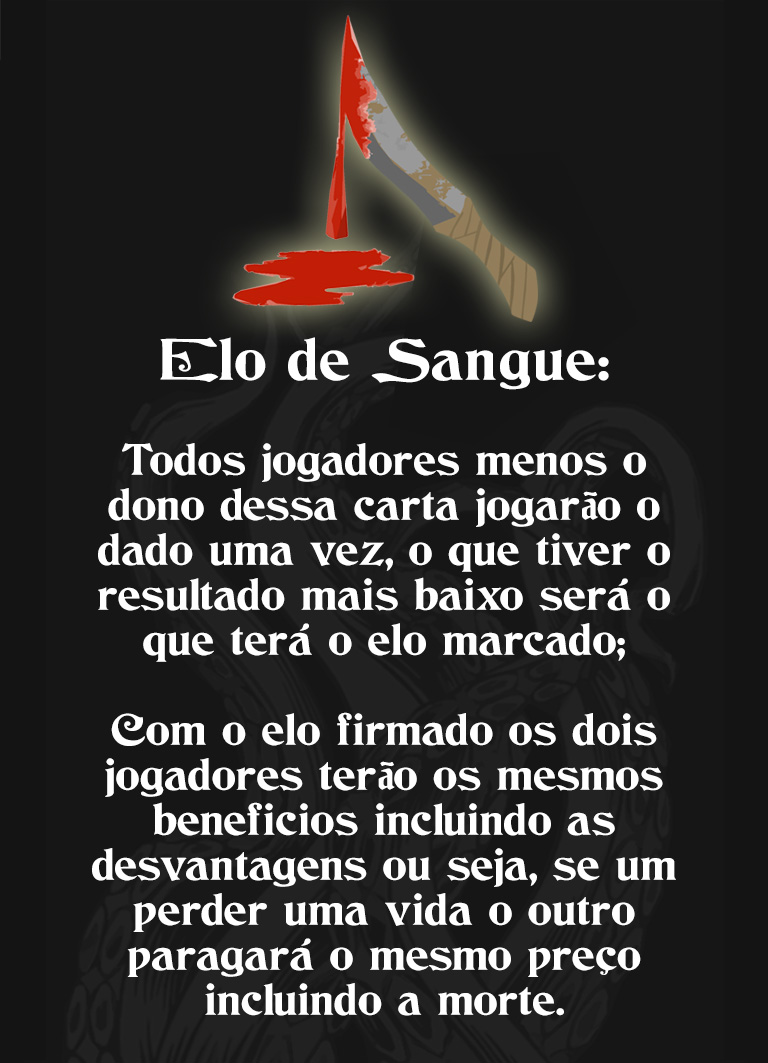 Elo de Sangue:
Todos jogadores menos o
dono dessa carta jogarão o
dado uma vez, o que tiver o
resultado mais baixo será o
que terá o elo marcado;
Com o elo firmado os dois
jogadores terão os mesmos
beneficios incluindo as
desvantagens ou seja, se um
perder uma vida o outro
paragará o mesmo preço
incluindo a morte.